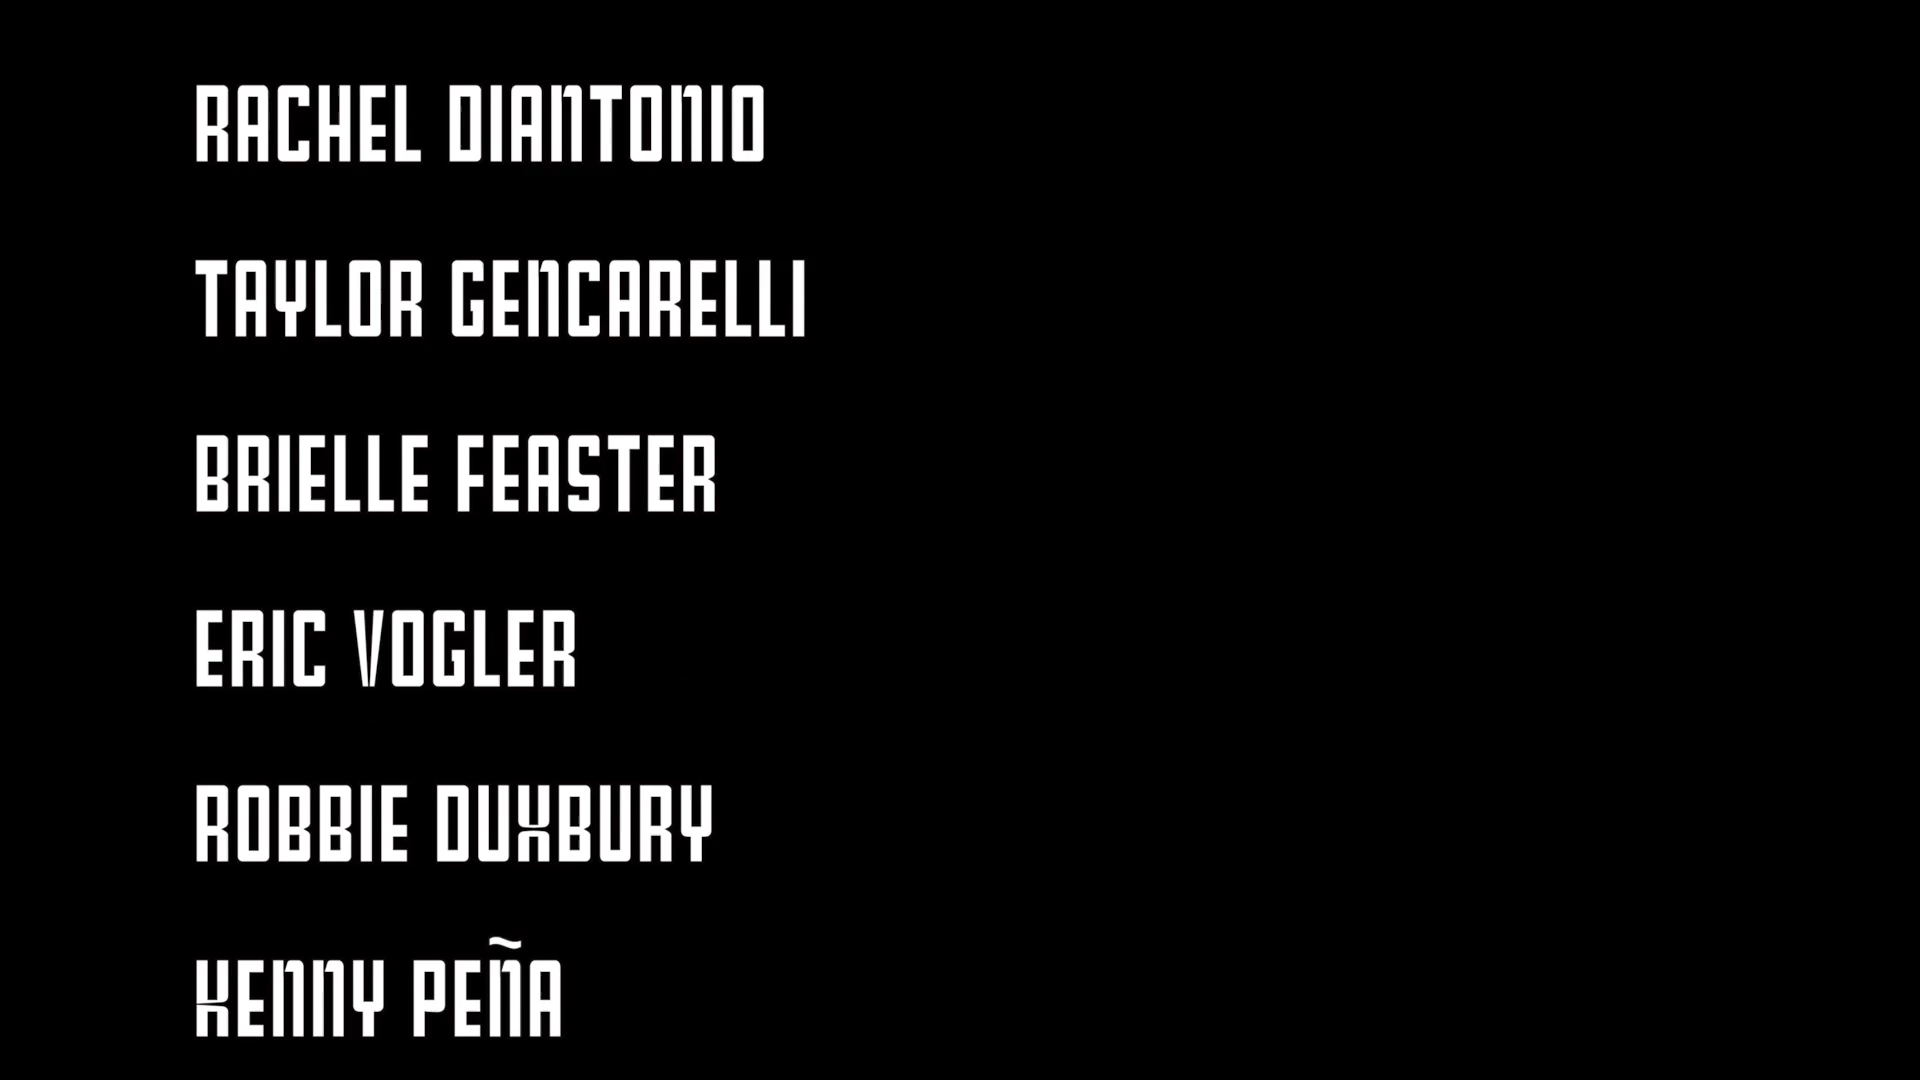 RACHEL DIANTONIO
TAYLOR GENCARELLI
BRIELLE FEASTER
ERIC VOGLER
ROBBIE DUXBURY
KENNY PEÑA